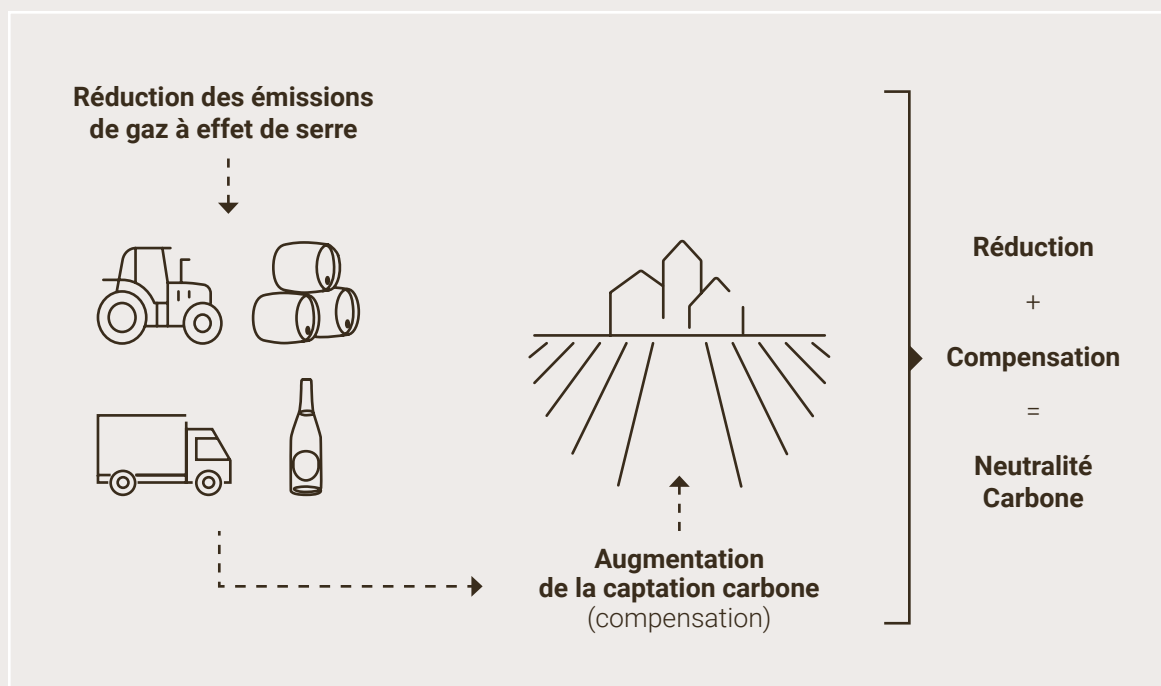 Réduction des émissions
de gaz à effet de serre
Augmentation
de la captation carbone
(compensation)
Réduction
+
Compensation
=
Neutralité
Carbone